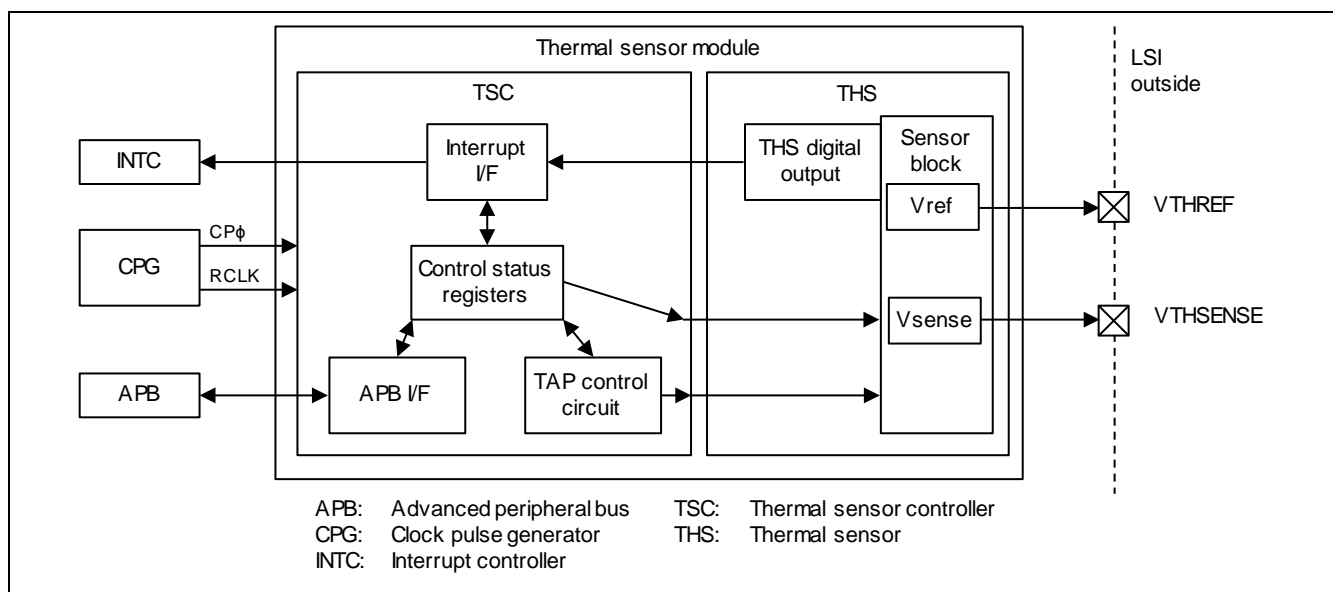 Thermal sensor module
LSI
outside
TSC
THS
INTC
Interrupt
I/F
THS digital
output
Sensor
block
Vref
VTHREF
CPG
CPϕ
RCLK
Control status
registers
Vsense
VTHSENSE
APB
APB I/F
TAP control
circuit
APB: Advanced peripheral bus TSC: Thermal sensor controller
CPG: Clock pulse generator THS: Thermal sensor
INTC: Interrupt controller